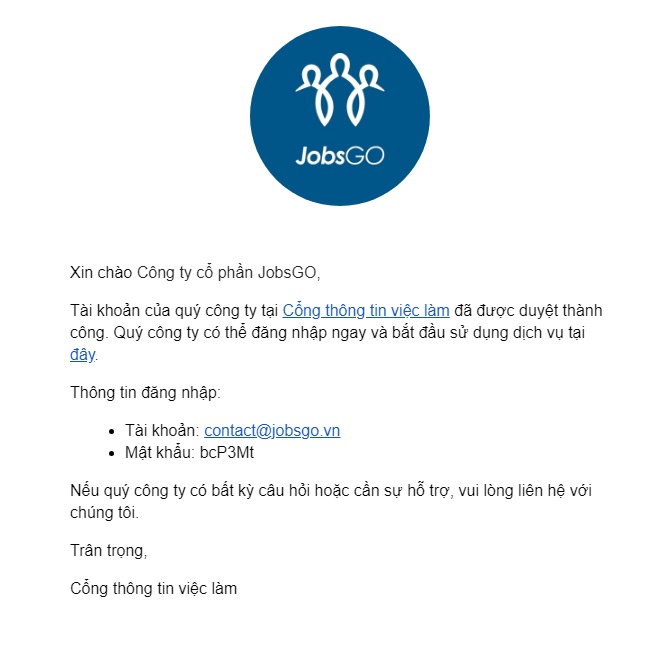 JobsGO
Xin chào Công ty cổ phần JobsGO,
Tài khoản của quý công ty tại Cổng thông tin việc làm đã được duyệt thành
công. Quý công ty có thể đăng nhập ngay và bắt đầu sử dụng dịch vụ tại
đây.
Thông tin đăng nhập:
• Tài khoản: contact@jobsgo.vn
• Mật khẩu: bcP3Mt
Nếu quý công ty có bất kỳ câu hỏi hoặc cần sự hỗ trợ, vui lòng liên hệ với
chúng tôi.
Trân trọng,
Cổng thông tin việc làm